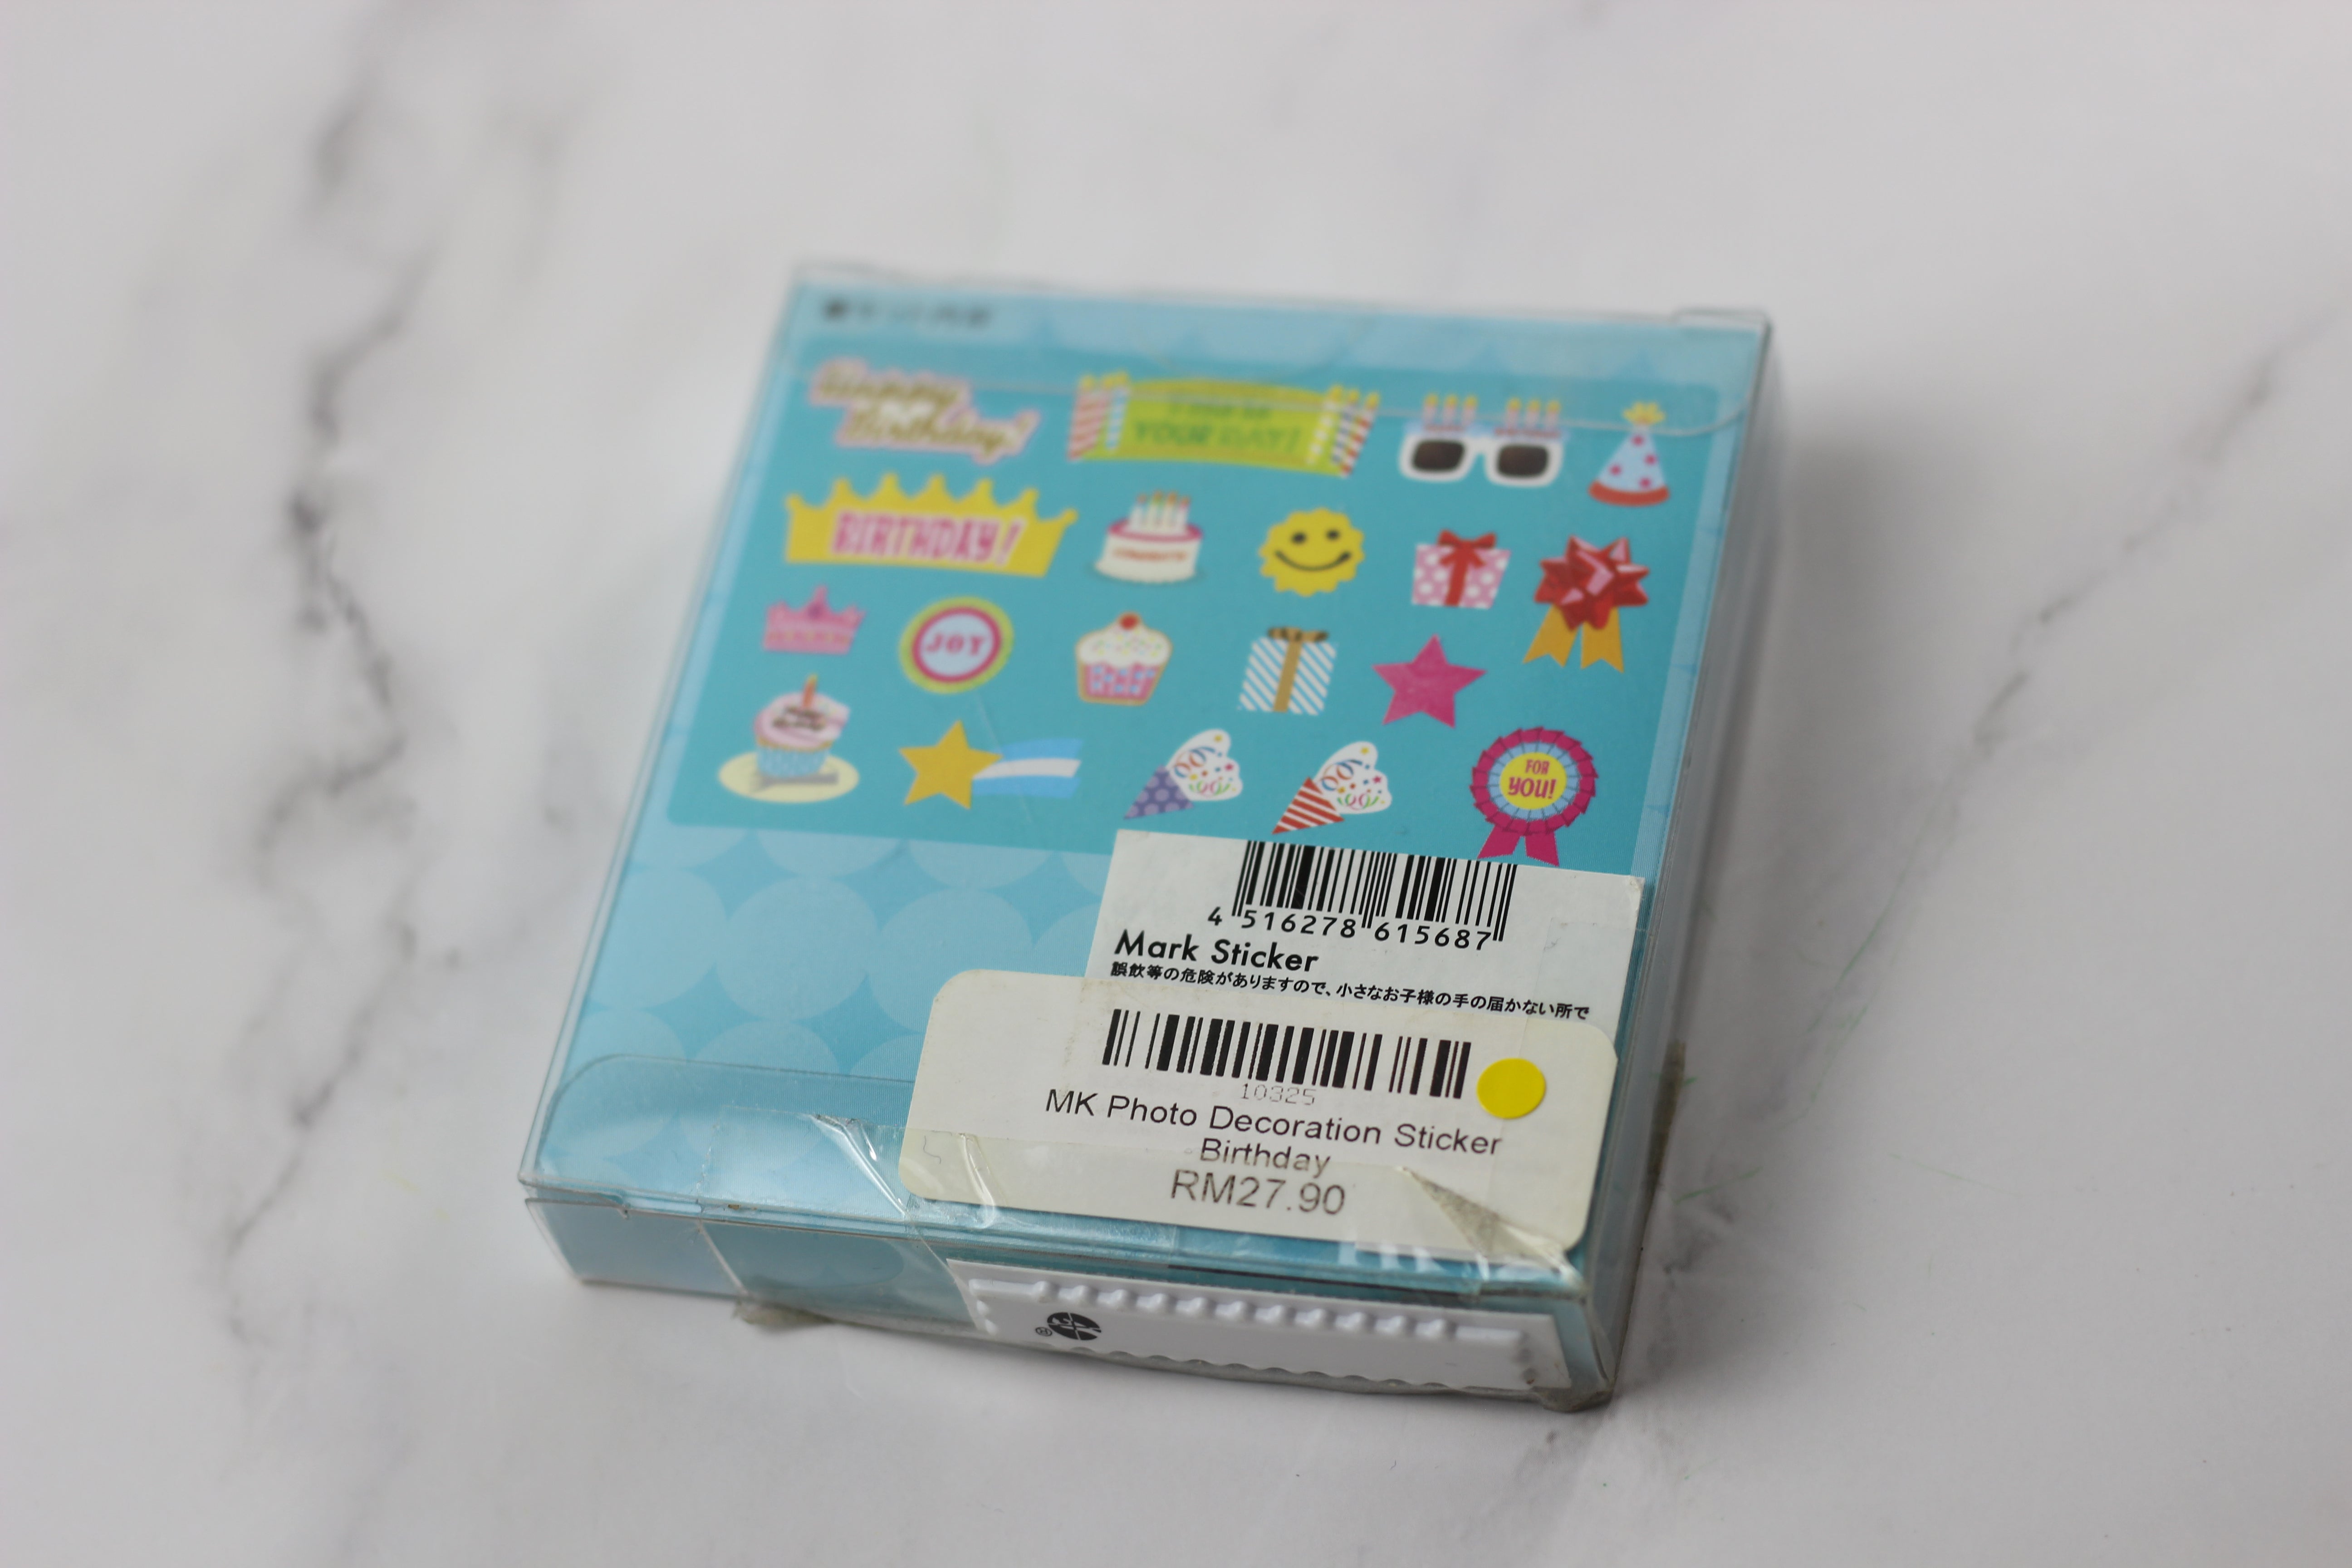 Happy
Birthday!
YOUR DAY!
BIRTHDAY!
JOY
FOR
YOU!
4 516278 615687
Mark Sticker
誤飲等の危険がありますので、小さなお子様の手の届かない所で
10325
MK Photo Decoration Sticker
Birthday
RM27.90
®